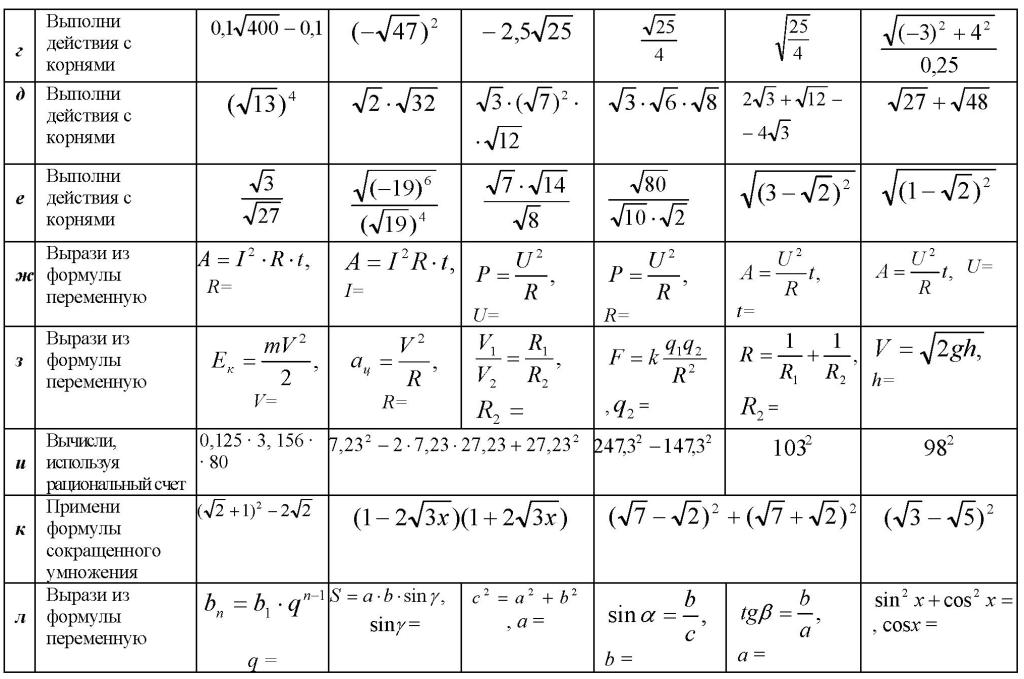 г Выполни действия с корнями 0,1√400 − 0,1 (−√47)² − 2,5√25 √25/4 √(25/4) √((−3)² + 4²)/0,25
д Выполни действия с корнями (√13)⁴ √2 · √32 √3 · (√7)² · · √12 √3 · √6 · √8 2√3 + √12 − − 4√3 √27 + √48
е Выполни действия с корнями √3/√27 √((−19)⁶)/(√19)⁴ √7 · √14/√8 √80/(√10 · √2) √((3 − √2)²) √((1 − √2)²)
ж Вырази из формулы переменную A = I² · R · t, R= A = I²R · t, I= P = U²/R, U= P = U²/R, R= A = U²/R t, t= A = U²/R t, U=
з Вырази из формулы переменную Eк = mV²/2, V= aц = V²/R, R= V₁/V₂ = R₁/R₂, R₂ = F = k q₁q₂/R² , q₂ = R = 1/R₁ + 1/R₂, R₂ = V = √(2gh), h=
и Вычисли, используя рациональный счет 0,125 · 3, 156 · · 80 7,23² − 2 · 7,23 · 27,23 + 27,23² 247,3² − 147,3² 103² 98²
к Примени формулы сокращенного умножения (√2 + 1)² − 2√2 (1 − 2√3x)(1 + 2√3x) (√7 − √2)² + (√7 + √2)² (√3 − √5)²
л Вырази из формулы переменную bₙ = b₁ · qⁿ⁻¹ q = S = a · b · sin γ, sinγ = c² = a² + b² , a = sin α = b/c, b = tgβ = b/a, a = sin² x + cos² x = , cosx =